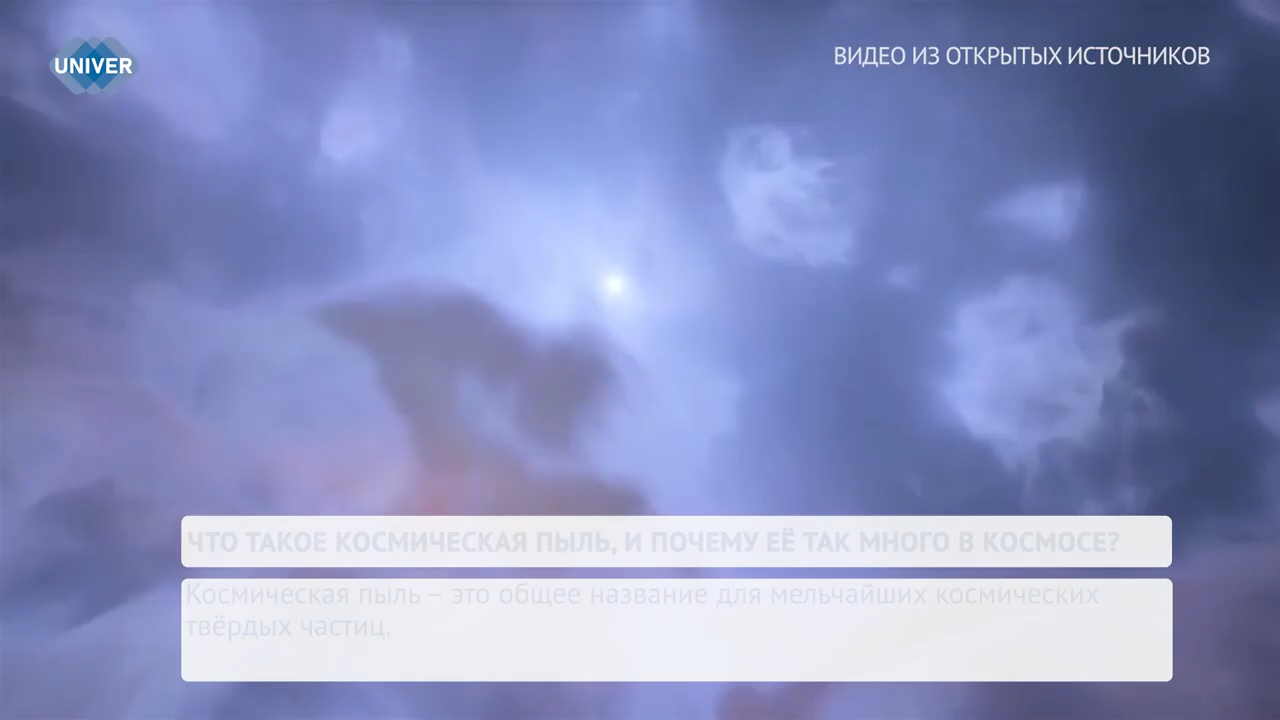 UNIVER
ВИДЕО ИЗ ОТКРЫТЫХ ИСТОЧНИКОВ
ЧТО ТАКОЕ КОСМИЧЕСКАЯ ПЫЛЬ, И ПОЧЕМУ ЕЁ ТАК МНОГО В КОСМОСЕ?
Космическая пыль – это общее название для мельчайших космических
твёрдых частиц.